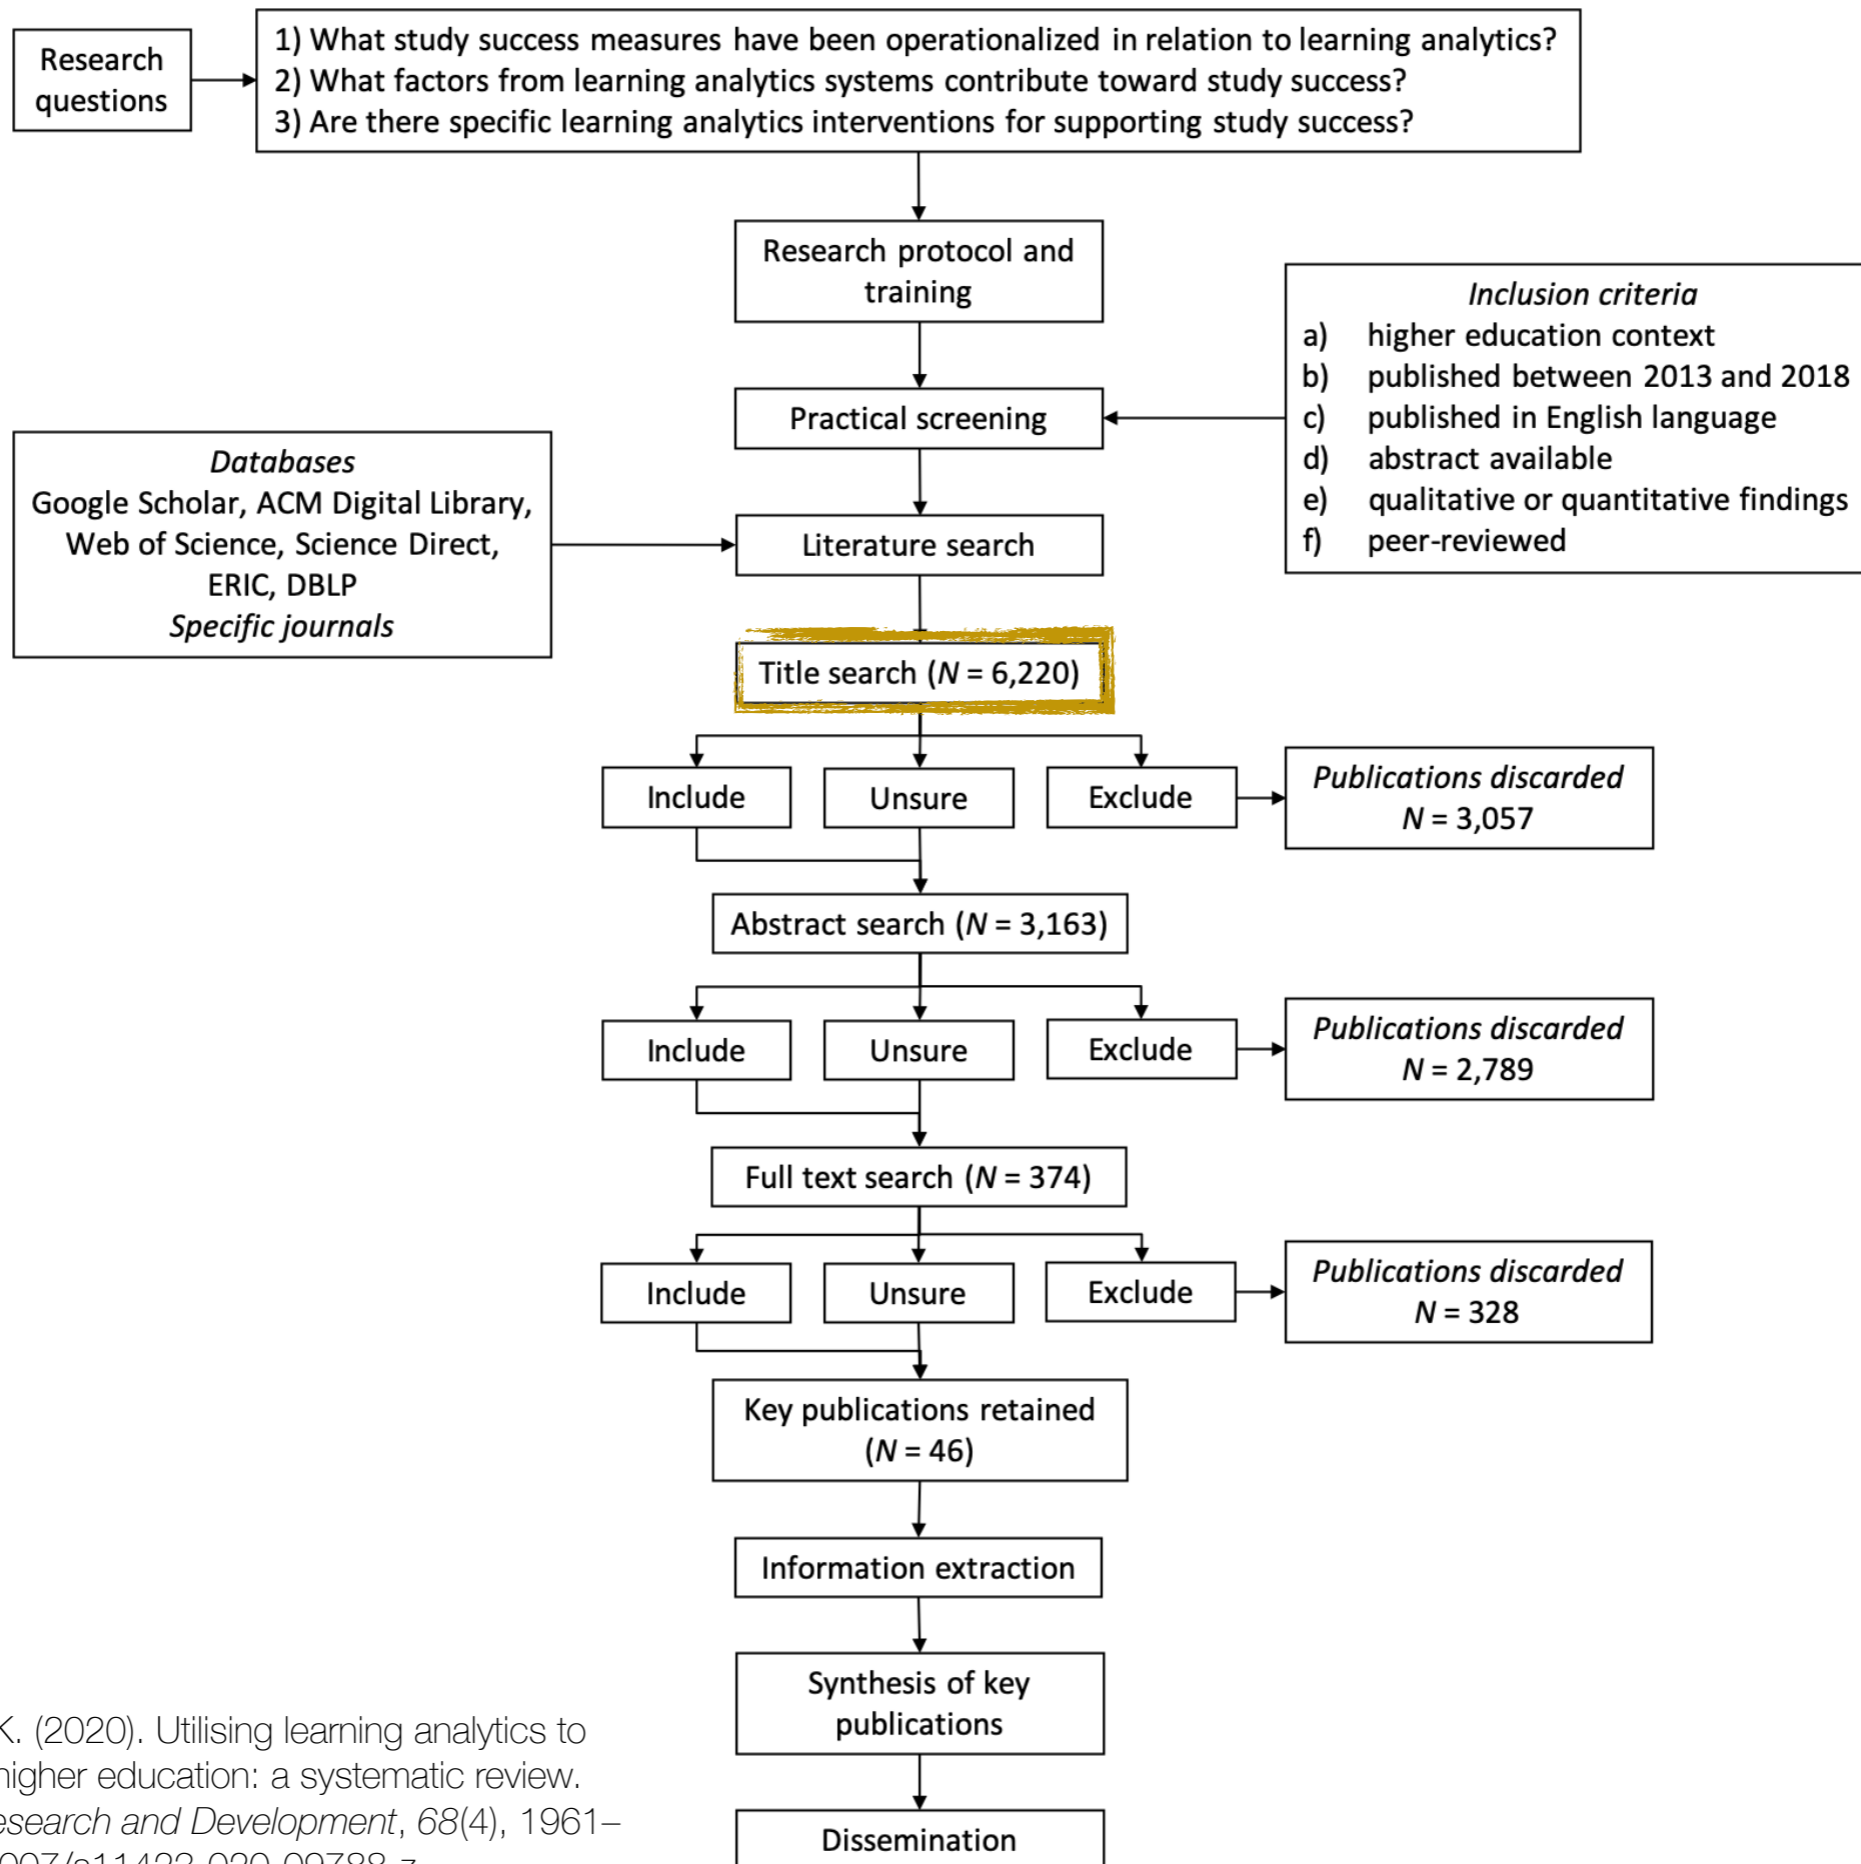 Research
questions
1) What study success measures have been operationalized in relation to learning analytics?
2) What factors from learning analytics systems contribute toward study success?
3) Are there specific learning analytics interventions for supporting study success?
Research protocol and
training
Inclusion criteria
a) higher education context
b) published between 2013 and 2018
c) published in English language
d) abstract available
e) qualitative or quantitative findings
f) peer-reviewed
Practical screening
Databases
Google Scholar, ACM Digital Library,
Web of Science, Science Direct,
ERIC, DBLP
Specific journals
Literature search
Title search (N = 6,220)
Include
Unsure
Exclude
Publications discarded
N = 3,057
Abstract search (N = 3,163)
Include
Unsure
Exclude
Publications discarded
N = 2,789
Full text search (N = 374)
Include
Unsure
Exclude
Publications discarded
N = 328
Key publications retained
(N = 46)
Information extraction
Synthesis of key
publications
Dissemination
K. (2020). Utilising learning analytics to
higher education: a systematic review.
esearch and Development, 68(4), 1961–